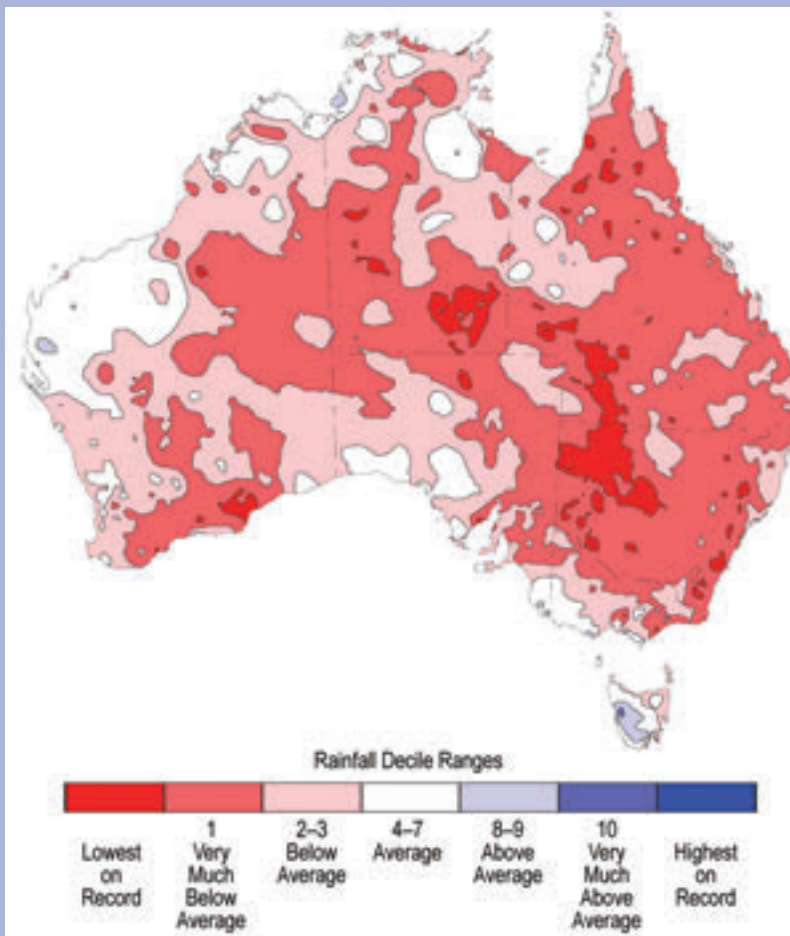 Rainfall Decile Ranges
Lowest
on
Record
1
Very
Much
Below
Average
2–3
Below
Average
4–7
Average
8–9
Above
Average
10
Very
Much
Above
Average
Highest
on
Record